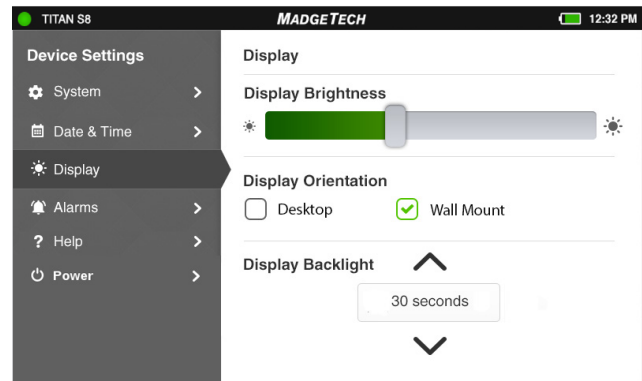 TITAN S8
MADGETECH
12:32 PM
Device Settings
System
Date & Time
Display
Alarms
? Help
Power
Display
Display Brightness
Display Orientation
Desktop
Wall Mount
Display Backlight
30 seconds